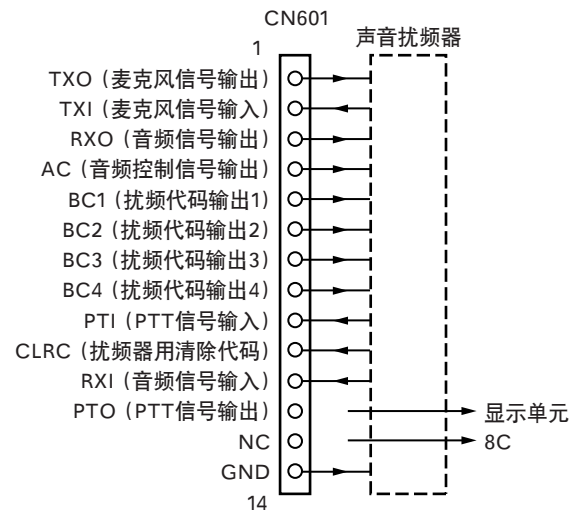 CN601
声音扰频器
1
TXO（麦克风信号输出）
TXI（麦克风信号输入）
RXO（音频信号输出）
AC（音频控制信号输出）
BC1（扰频代码输出1）
BC2（扰频代码输出2）
BC3（扰频代码输出3）
BC4（扰频代码输出4）
PTI（PTT信号输入）
CLRC（扰频器用清除代码）
RXI（音频信号输入）
PTO（PTT信号输出） 显示单元
NC 8C
GND
14